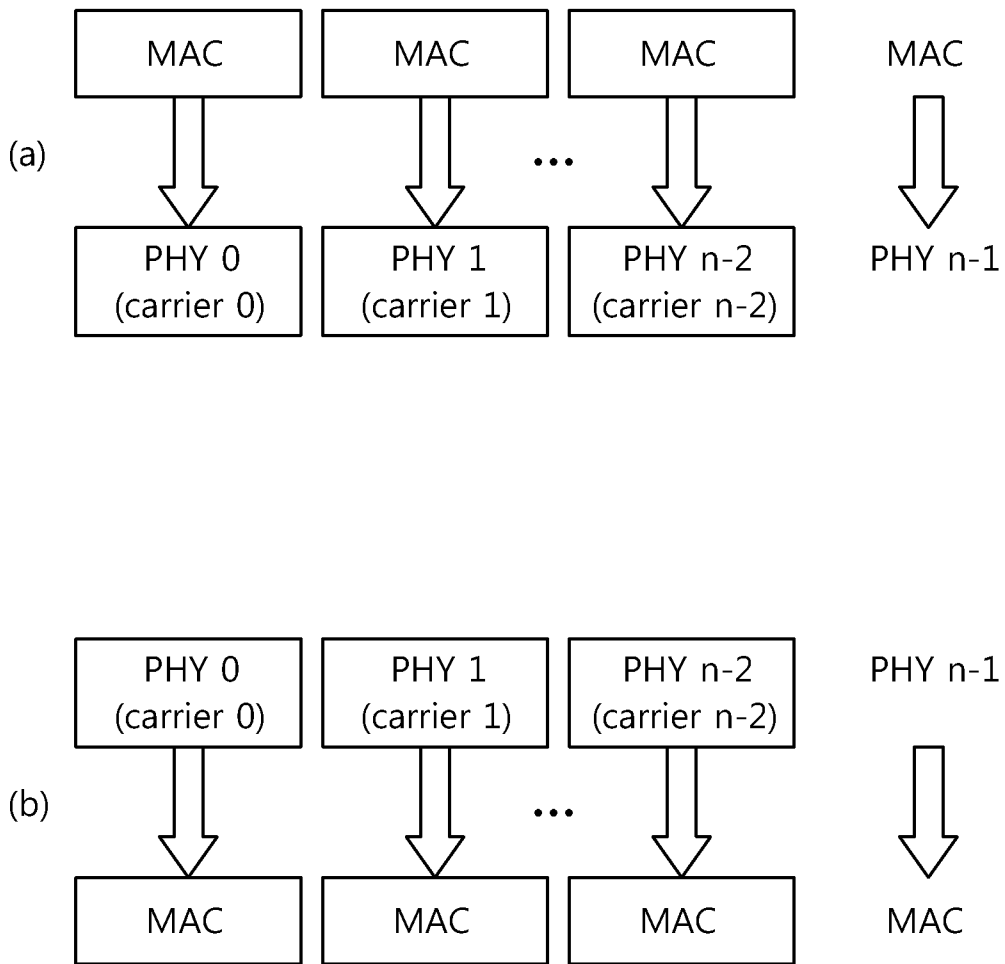 MAC MAC MAC MAC
(a)
...
PHY 0 PHY 1 PHY n-2 PHY n-1
(carrier 0) (carrier 1) (carrier n-2)
PHY 0 PHY 1 PHY n-2 PHY n-1
(carrier 0) (carrier 1) (carrier n-2)
(b)
...
MAC MAC MAC MAC